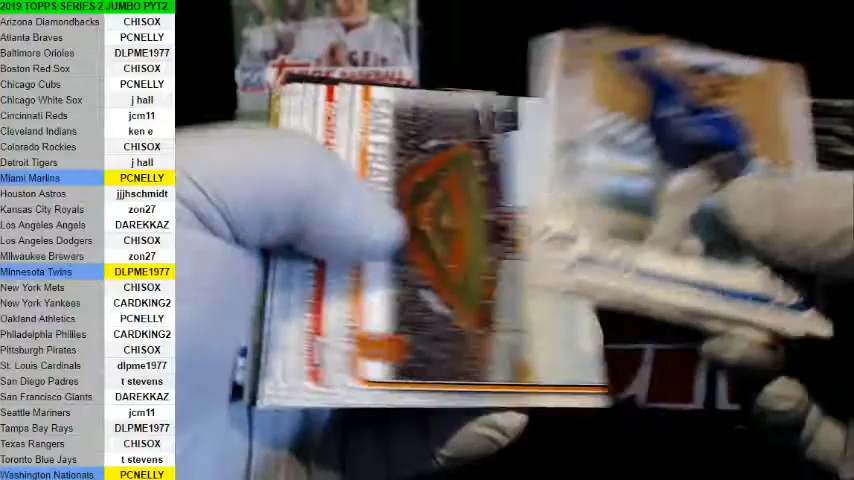 2019 TOPPS SERIES 2 JUMBO PYT2
Arizona Diamondbacks CHISOX
Atlanta Braves PCNELLY
Baltimore Orioles DLPME1977
Boston Red Sox CHISOX
Chicago Cubs PCNELLY
Chicago White Sox j hall
Cincinnati Reds jcm11
Cleveland Indians ken e
Colorado Rockies CHISOX
Detroit Tigers j hall
Miami Marlins PCNELLY
Houston Astros jjjhschmidt
Kansas City Royals zon27
Los Angeles Angels DAREKKAZ
Los Angeles Dodgers CHISOX
Milwaukee Brewers zon27
Minnesota Twins DLPME1977
New York Mets CHISOX
New York Yankees CARDKING2
Oakland Athletics PCNELLY
Philadelphia Phillies CARDKING2
Pittsburgh Pirates CHISOX
St. Louis Cardinals dlpme1977
San Diego Padres t stevens
San Francisco Giants DAREKKAZ
Seattle Mariners jcm11
Tampa Bay Rays DLPME1977
Texas Rangers CHISOX
Toronto Blue Jays t stevens
Washington Nationals PCNELLY